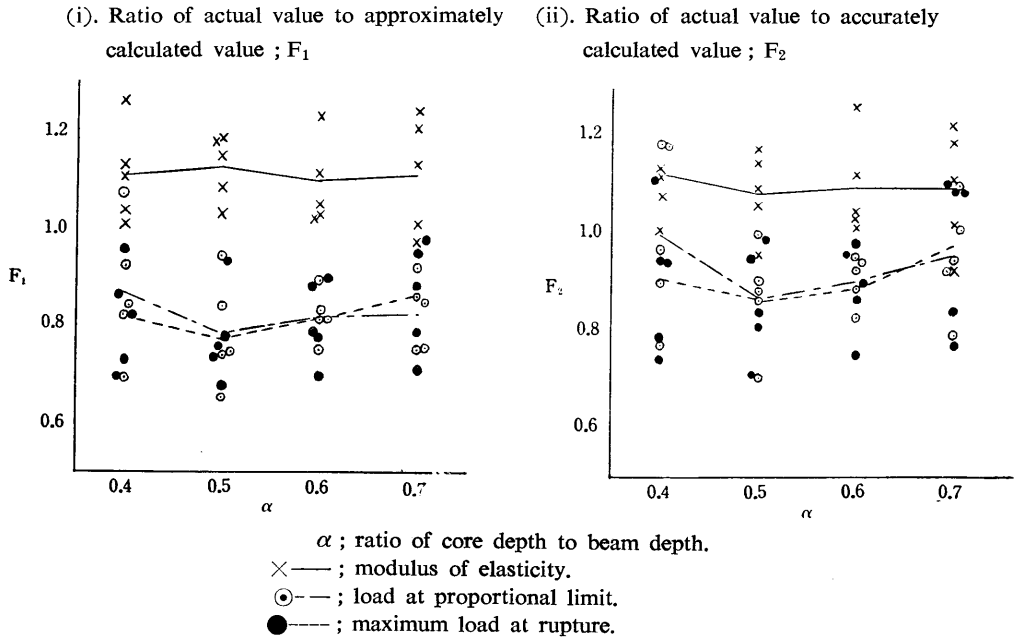 (i). Ratio of actual value to approximately
calculated value ; F₁
(ii). Ratio of actual value to accurately
calculated value ; F₂
1.2
1.0
F₁
0.8
0.6
0.4 0.5 0.6 0.7
α
1.2
1.0
F₂
0.8
0.6
0.4 0.5 0.6 0.7
α
α ; ratio of core depth to beam depth.
×—— ; modulus of elasticity.
⊙-— ; load at proportional limit.
●---- ; maximum load at rupture.